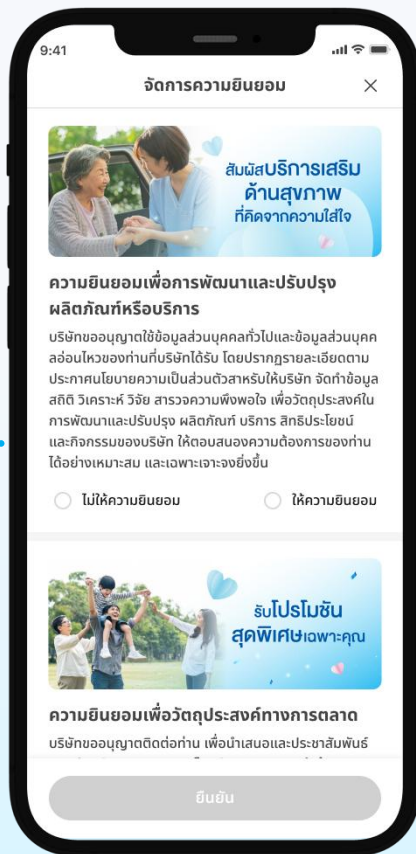 9:41
จัดการความยินยอม
สัมผัสบริการเสริม
ด้านสุขภาพ
ที่คิดจากความใส่ใจ
ความยินยอมเพื่อการพัฒนาและปรับปรุง
ผลิตภัณฑ์หรือบริการ
บริษัทขออนุญาตใช้ข้อมูลส่วนบุคคลทั่วไปและข้อมูลส่วนบุคค
ลอ่อนไหวของท่านที่บริษัทได้รับ โดยปรากฏรายละเอียดตาม
ประกาศนโยบายความเป็นส่วนตัวสาหรับให้บริษัท จัดทำข้อมูล
สถิติ วิเคราะห์ วิจัย สารวจความพึงพอใจ เพื่อวัตถุประสงค์ใน
การพัฒนาและปรับปรุง ผลิตภัณฑ์ บริการ สิทธิประโยชน์
และกิจกรรมของบริษัท ให้ตอบสนองความต้องการของท่าน
ได้อย่างเหมาะสม และเฉพาะเจาะจงยิ่งขึ้น
ไม่ให้ความยินยอม
ให้ความยินยอม
รับโปรโมชัน
สุดพิเศษเฉพาะคุณ
ความยินยอมเพื่อวัตถุประสงค์ทางการตลาด
บริษัทขออนุญาตติดต่อท่าน เพื่อนำเสนอและประชาสัมพันธ์
ยืนยัน